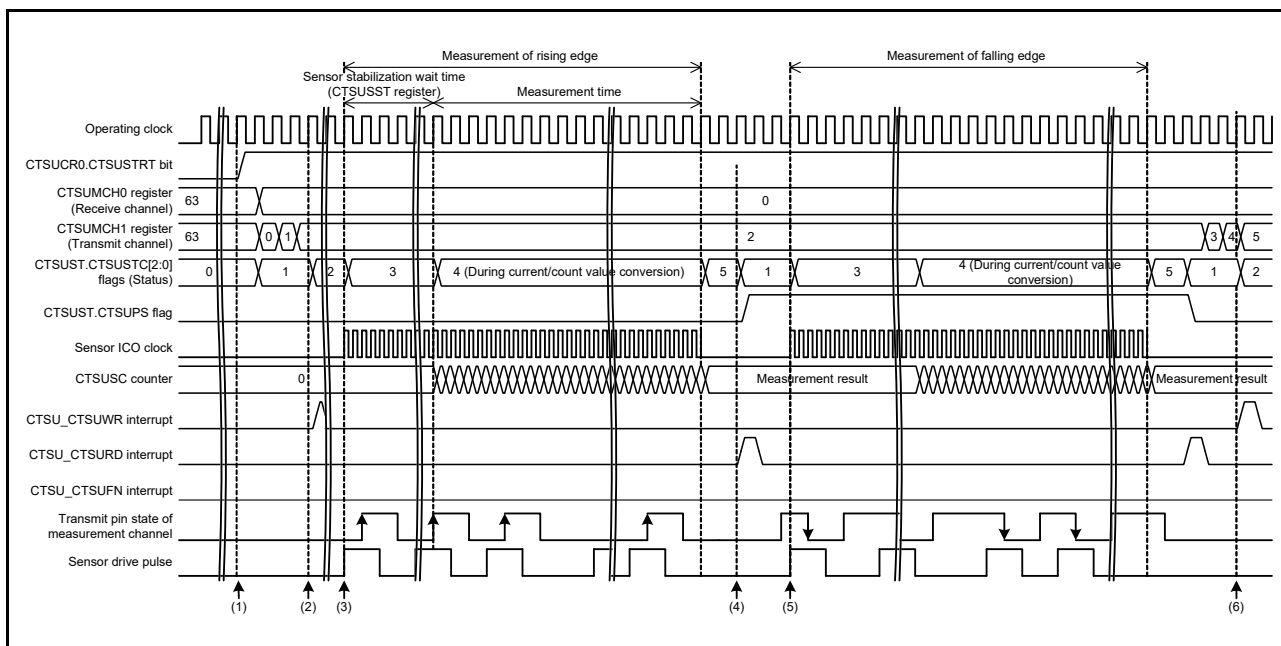 Measurement of rising edge
Measurement of falling edge
Sensor stabilization wait time
(CTSUSST register)
Measurement time
Operating clock
CTSUCR0.CTSUSTRT bit
CTSUMCH0 register
(Receive channel)
63
0
CTSUMCH1 register
(Transmit channel)
63
0
1
2
3
4
5
CTSUST.CTSUSTC[2:0]
flags (Status)
0
1
2
3
4 (During current/count value conversion)
5
1
3
4 (During current/count value
conversion)
5
1
2
CTSUST.CTSUPS flag
Sensor ICO clock
CTSUSC counter
0
Measurement result
Measurement result
CTSU_CTSUWR interrupt
CTSU_CTSURD interrupt
CTSU_CTSUFN interrupt
Transmit pin state of
measurement channel
Sensor drive pulse
(1)
(2)
(3)
(4)
(5)
(6)